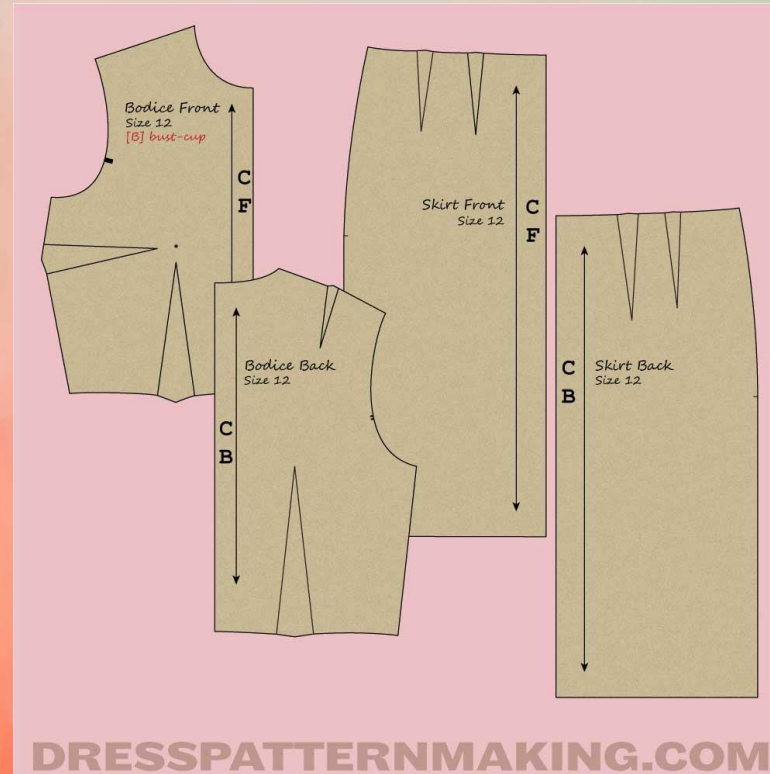 Bodice Front
Size 12
[B] bust-cup
C
F
Skirt Front
Size 12
C
F
Bodice Back
Size 12
C
B
Skirt Back
Size 12
C
B
DRESSPATTERNMAKING.COM